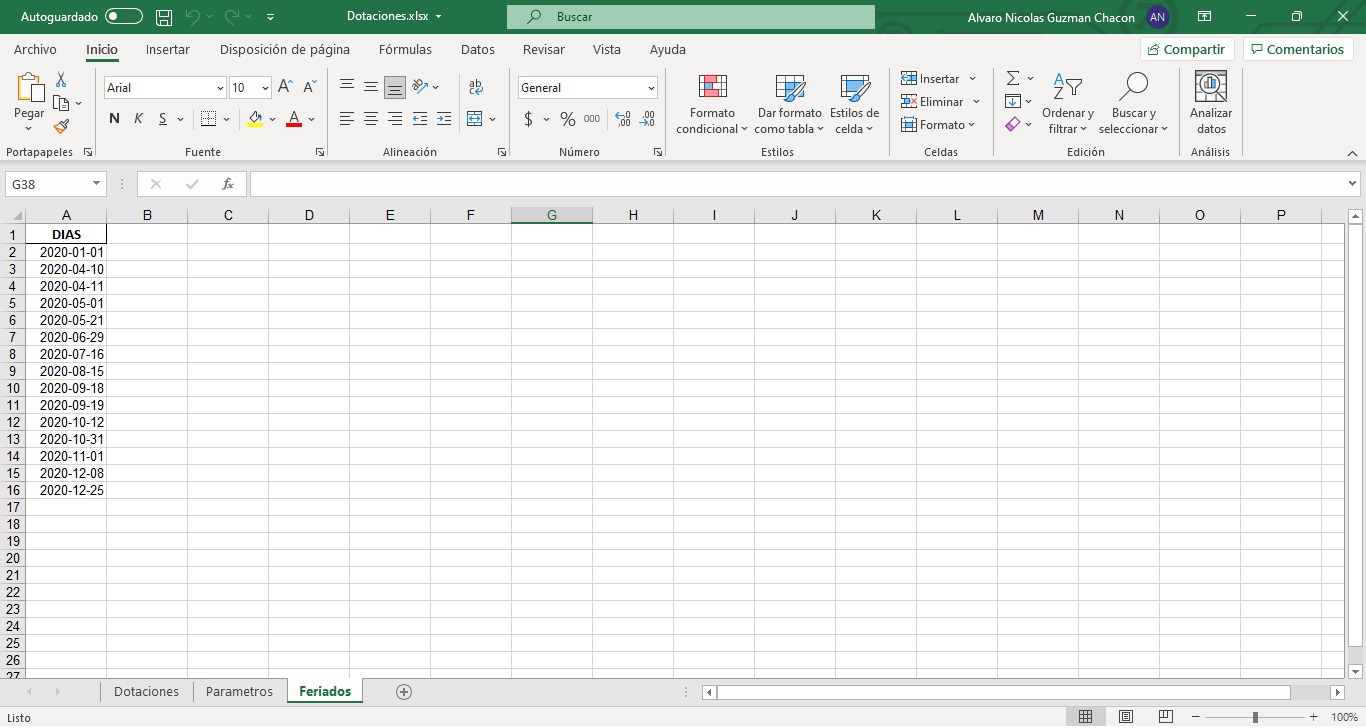 Autoguardado Dotaciones.xlsx Buscar Alvaro Nicolas Guzman Chacon AN
Archivo Inicio Insertar Disposición de página Fórmulas Datos Revisar Vista Ayuda Compartir Comentarios
Pegar
Portapapeles
Arial 10
N K S A
Fuente
ab
Alineación
General
$ % 000
Número
Formato condicional
Dar formato como tabla
Estilos de celda
Estilos
Insertar
Eliminar
Formato
Celdas
Ordenar y filtrar
Buscar y seleccionar
Edición
Analizar datos
Análisis
G38 fx
A B C D E F G H I J K L M N O P
1 DIAS
2 2020-01-01
3 2020-04-10
4 2020-04-11
5 2020-05-01
6 2020-05-21
7 2020-06-29
8 2020-07-16
9 2020-08-15
10 2020-09-18
11 2020-09-19
12 2020-10-12
13 2020-10-31
14 2020-11-01
15 2020-12-08
16 2020-12-25
17
18
19
20
21
22
23
24
25
26
27
Dotaciones Parametros Feriados
Listo 100%